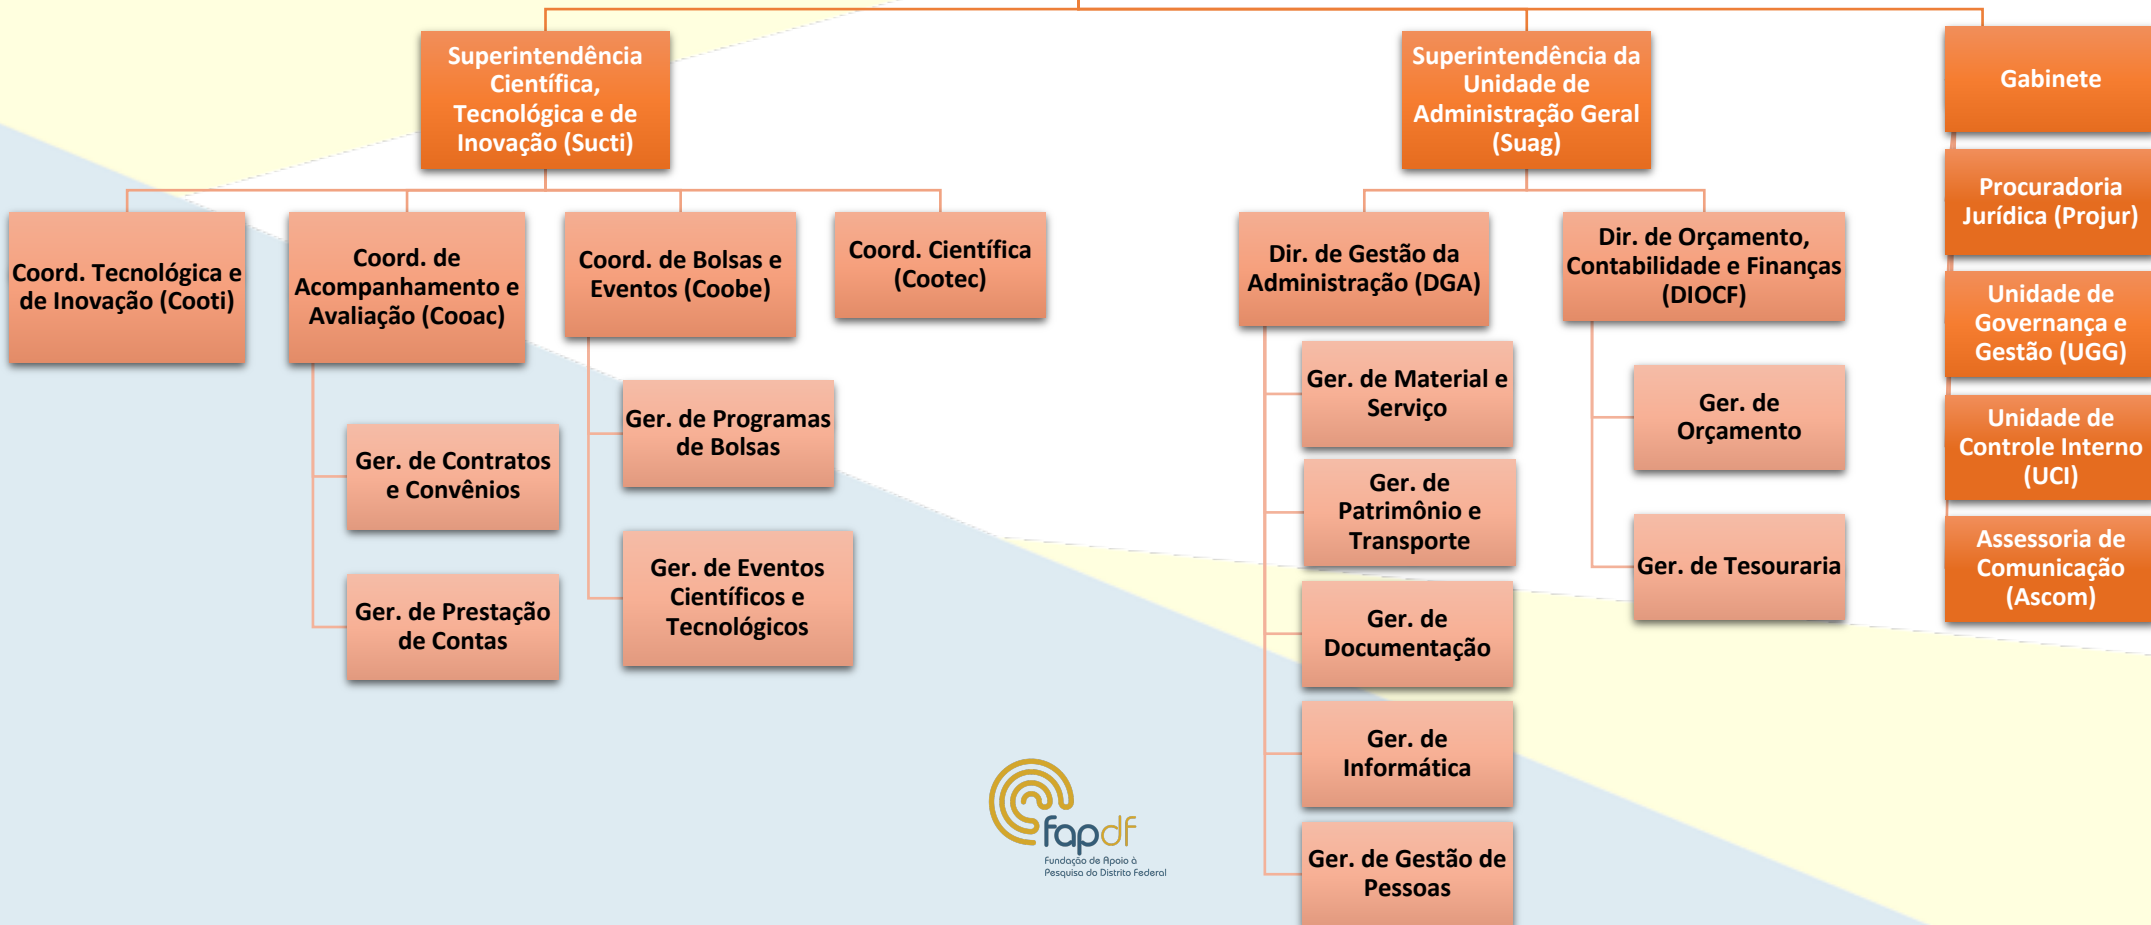 Superintendência
Científica,
Tecnológica e de
Inovação (Sucti)
Superintendência da
Unidade de
Administração Geral
(Suag)
Gabinete
Procuradoria
Jurídica (Projur)
Unidade de
Governança e
Gestão (UGG)
Unidade de
Controle Interno
(UCI)
Assessoria de
Comunicação
(Ascom)
Coord. Tecnológica e
de Inovação (Cooti)
Coord. de
Acompanhamento e
Avaliação (Cooac)
Ger. de Contratos
e Convênios
Ger. de Prestação
de Contas
Coord. de Bolsas e
Eventos (Coobe)
Ger. de Programas
de Bolsas
Ger. de Eventos
Científicos e
Tecnológicos
Coord. Científica
(Cootec)
Dir. de Gestão da
Administração (DGA)
Ger. de Material e
Serviço
Ger. de
Patrimônio e
Transporte
Ger. de
Documentação
Ger. de
Informática
Ger. de Gestão de
Pessoas
Dir. de Orçamento,
Contabilidade e Finanças
(DIOCF)
Ger. de
Orçamento
Ger. de Tesouraria
fapdf
Fundação de Apoio à
Pesquisa do Distrito Federal